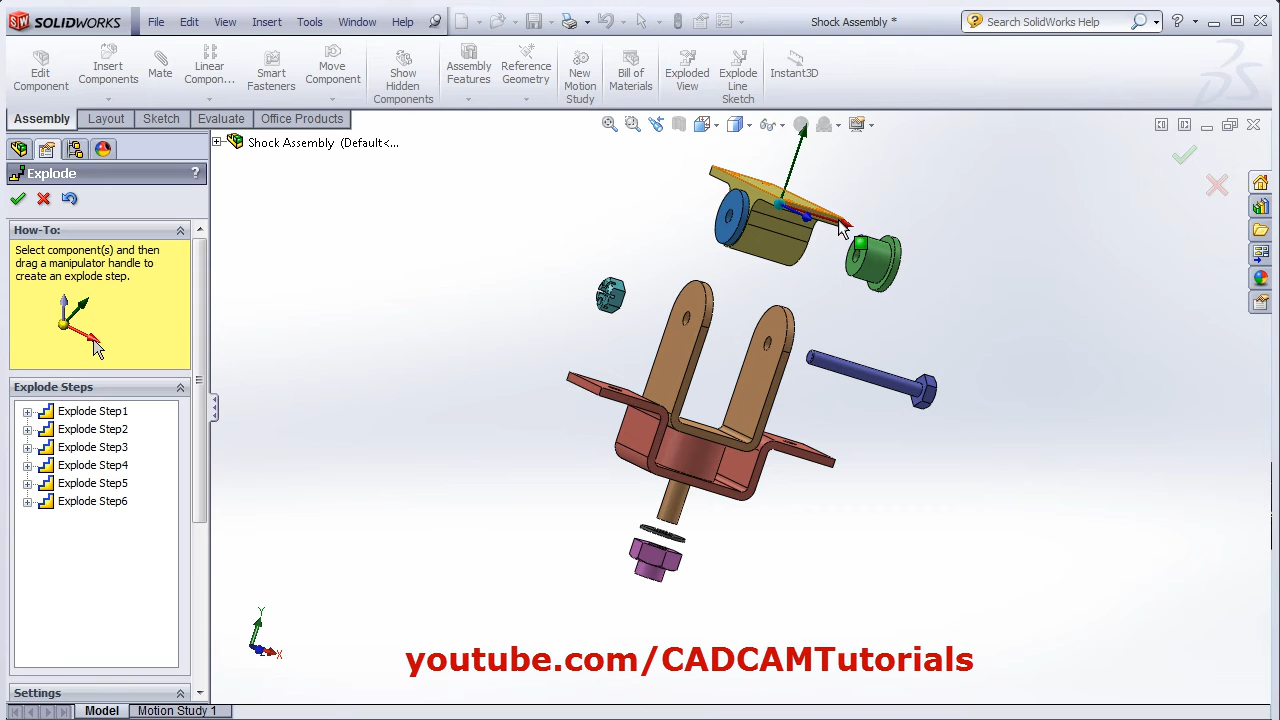 SOLIDWORKS File Edit View Insert Tools Window Help Shock Assembly * Search SolidWorks Help ?
Edit Component
Insert Components
Mate
Linear Compon...
Smart Fasteners
Move Component
Show Hidden Components
Assembly Features
Reference Geometry
New Motion Study
Bill of Materials
Exploded View
Explode Line Sketch
Instant3D
Assembly Layout Sketch Evaluate Office Products
Shock Assembly (Default<...
Explode ?
How-To:
Select component(s) and then
drag a manipulator handle to
create an explode step.
Explode Steps
Explode Step1
Explode Step2
Explode Step3
Explode Step4
Explode Step5
Explode Step6
Settings
Y
X
youtube.com/CADCAMTutorials
Model Motion Study 1